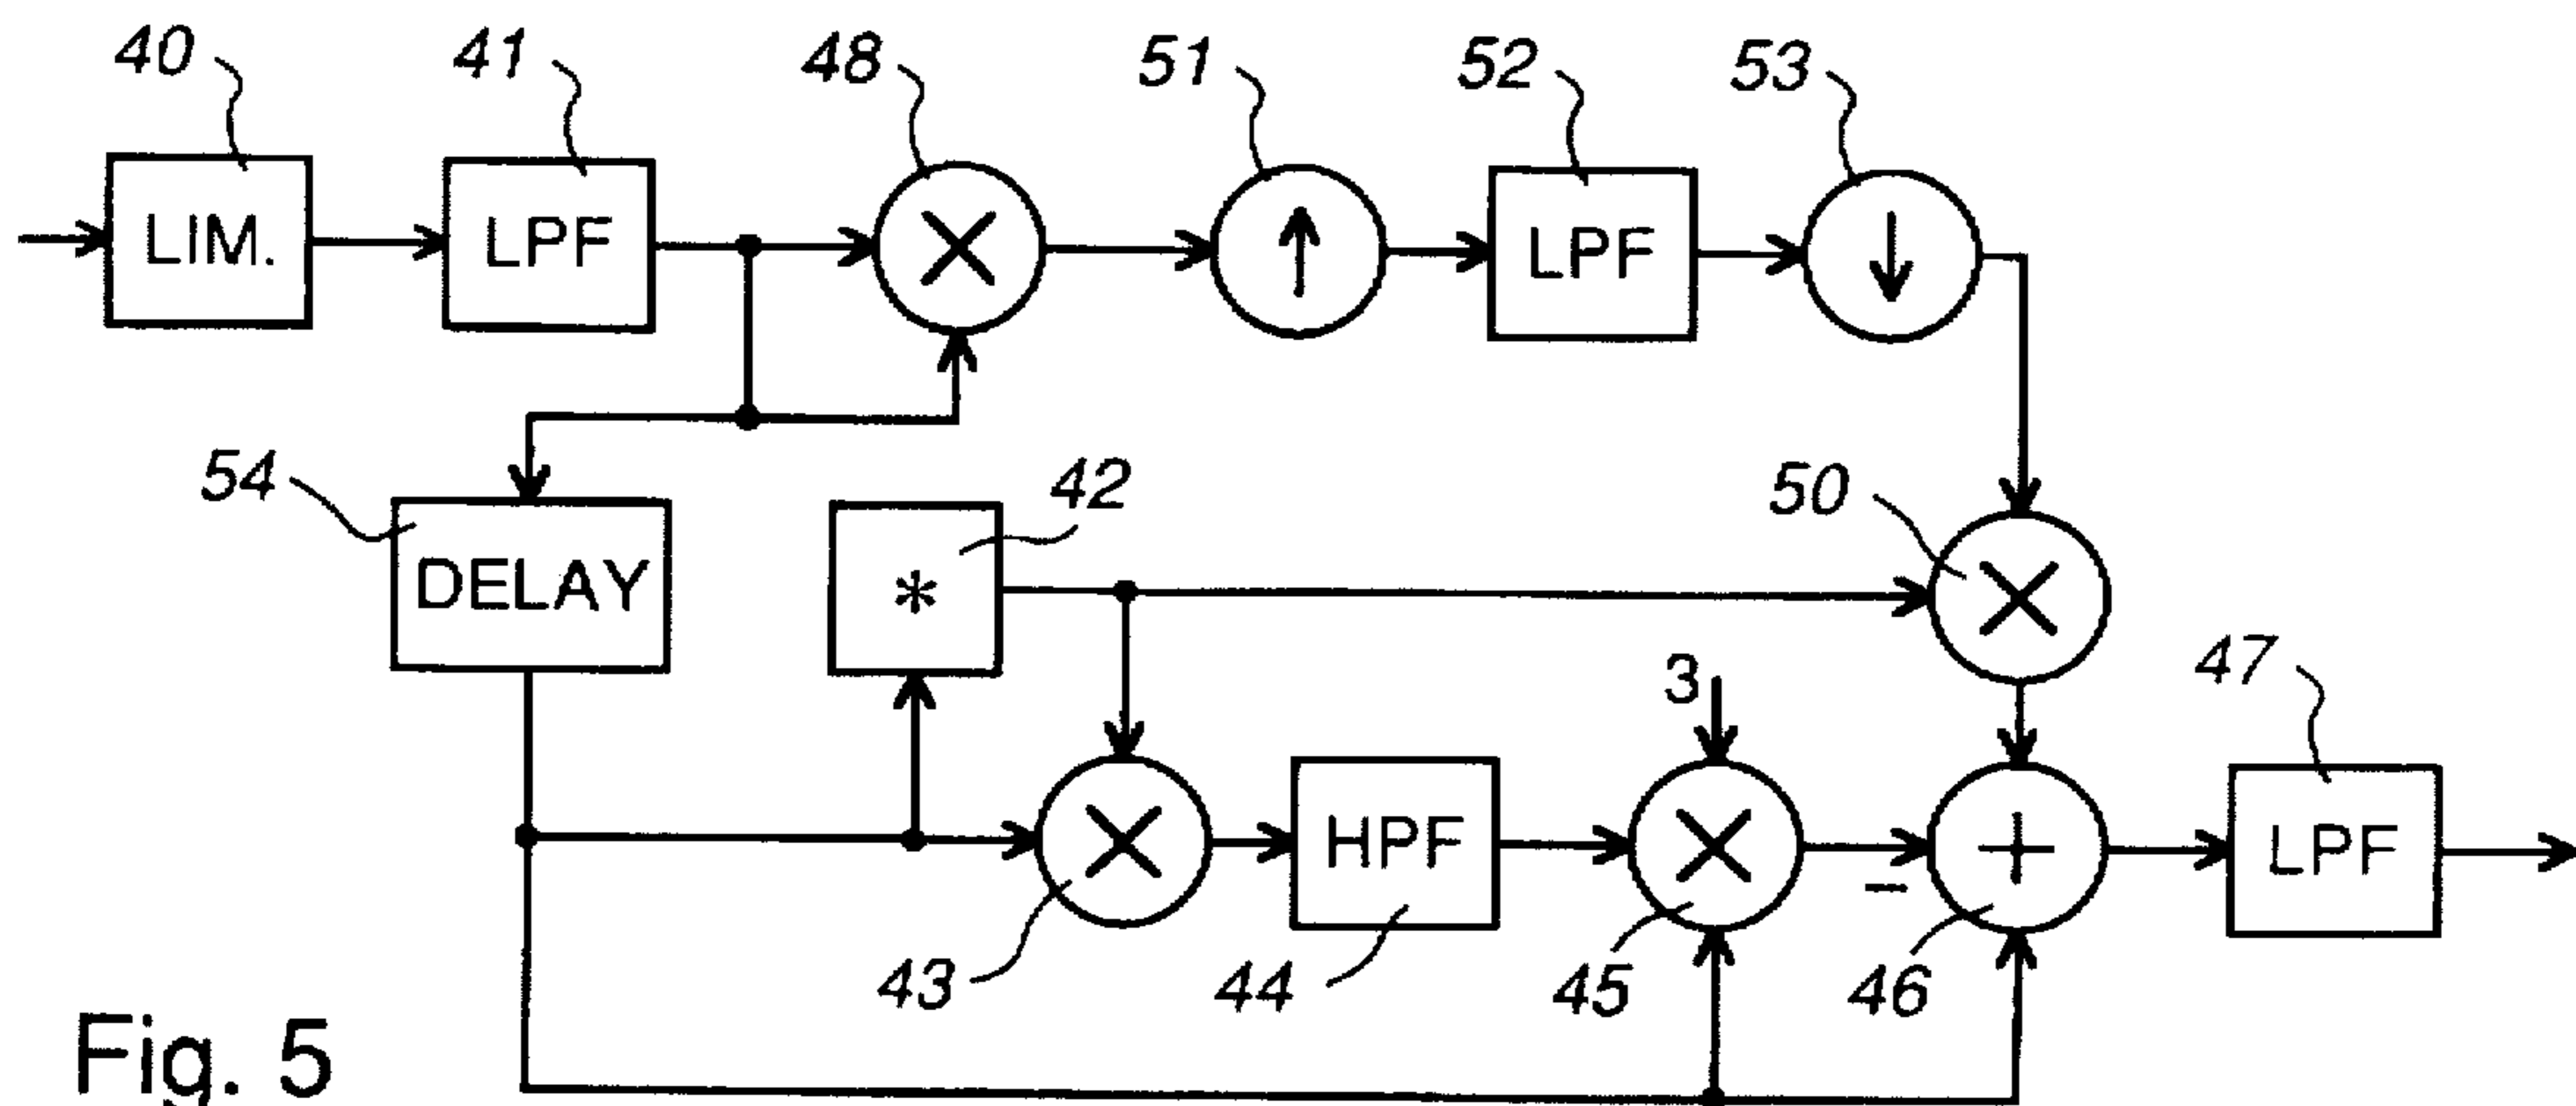 40 41 48 51 52 53
LIM. LPF × ↑ LPF ↓
54 42 50
DELAY * ×
3 47
× HPF × + LPF
−
43 44 45 46
Fig. 5